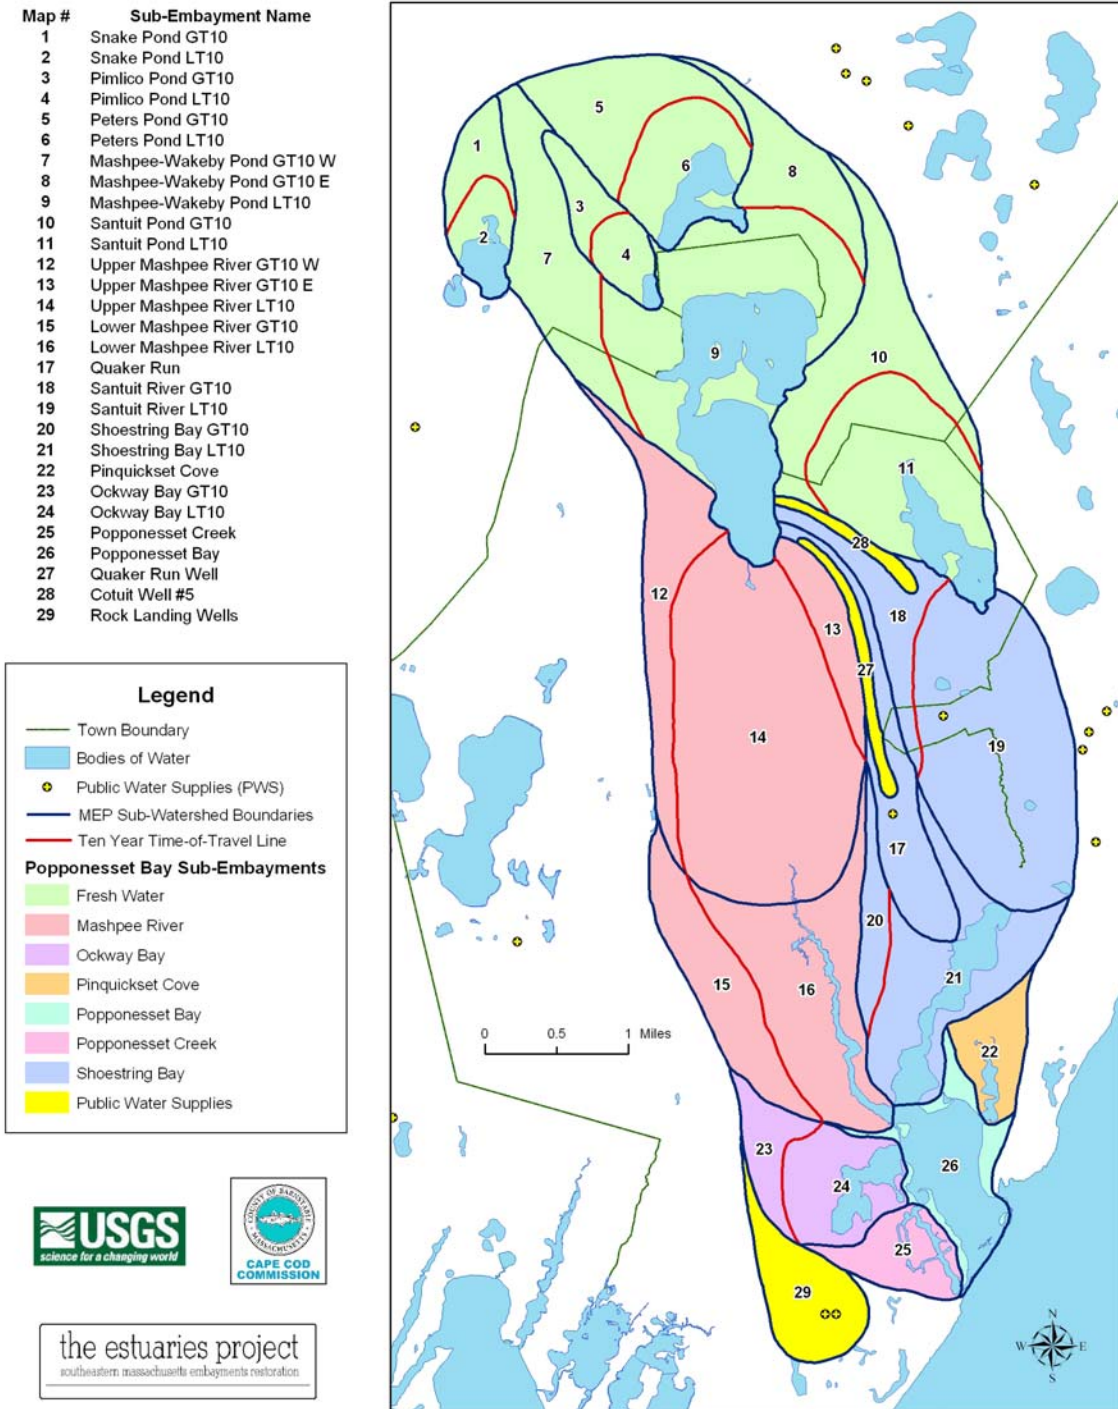 Map # Sub-Embayment Name
1 Snake Pond GT10
2 Snake Pond LT10
3 Pimlico Pond GT10
4 Pimlico Pond LT10
5 Peters Pond GT10
6 Peters Pond LT10
7 Mashpee-Wakeby Pond GT10 W
8 Mashpee-Wakeby Pond GT10 E
9 Mashpee-Wakeby Pond LT10
10 Santuit Pond GT10
11 Santuit Pond LT10
12 Upper Mashpee River GT10 W
13 Upper Mashpee River GT10 E
14 Upper Mashpee River LT10
15 Lower Mashpee River GT10
16 Lower Mashpee River LT10
17 Quaker Run
18 Santuit River GT10
19 Santuit River LT10
20 Shoestring Bay GT10
21 Shoestring Bay LT10
22 Pinquickset Cove
23 Ockway Bay GT10
24 Ockway Bay LT10
25 Popponesset Creek
26 Popponesset Bay
27 Quaker Run Well
28 Cotuit Well #5
29 Rock Landing Wells
Legend
Town Boundary
Bodies of Water
Public Water Supplies (PWS)
MEP Sub-Watershed Boundaries
Ten Year Time-of-Travel Line
Popponesset Bay Sub-Embayments
Fresh Water
Mashpee River
Ockway Bay
Pinquickset Cove
Popponesset Bay
Popponesset Creek
Shoestring Bay
Public Water Supplies
USGS
science for a changing world
COUNTY OF BARNSTABLE
MASSACHUSETTS
CAPE COD
COMMISSION
the estuaries project
southeastern massachusetts embayments restoration
5
1
6
8
3
2
4
7
9
10
11
28
12
18
13
27
14
19
17
20
21
15
16
0 0.5 1 Miles
22
23
26
24
25
29
N
W E
S